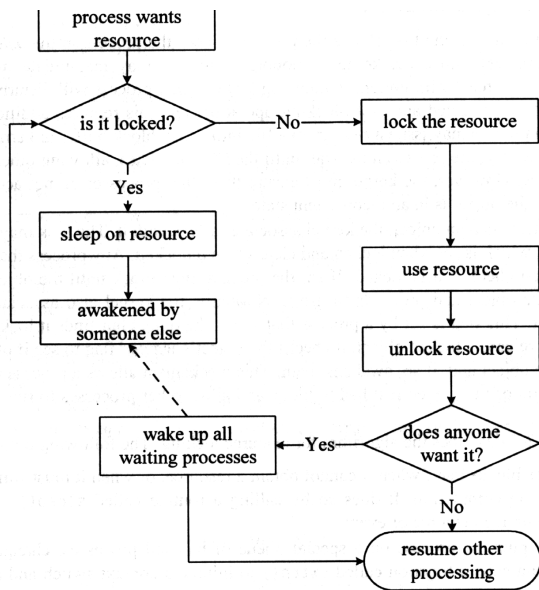 process wants
resource
is it locked?
No
lock the resource
Yes
sleep on resource
use resource
awakened by
someone else
unlock resource
wake up all
waiting processes
Yes
does anyone
want it?
No
resume other
processing